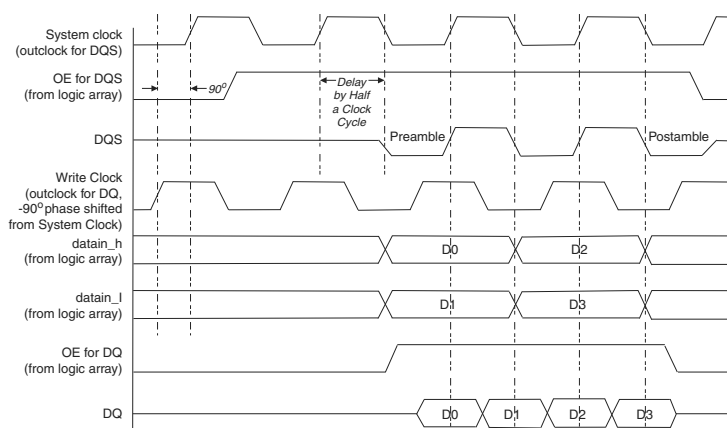 System clock
(outclock for DQS)
OE for DQS
(from logic array)
90°
Delay
by Half
a Clock
Cycle
DQS
Preamble
Postamble
Write Clock
(outclock for DQ,
-90° phase shifted
from System Clock)
datain_h
(from logic array)
D0
D2
datain_l
(from logic array)
D1
D3
OE for DQ
(from logic array)
DQ
D0
D1
D2
D3